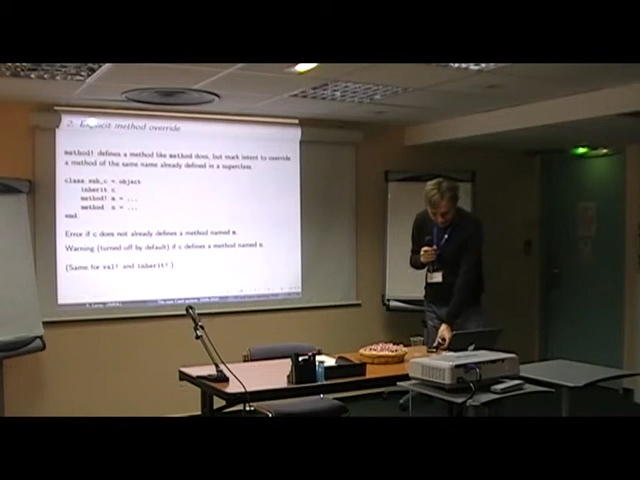 2. Explicit method override
method! defines a method like method does, but mark intent to override
a method of the same name already defined in a superclass.
class sub_c = object
inherit c
method! m = ...
method n = ...
end
Error if c does not already defines a method named m.
Warning (turned off by default) if c defines a method named n.
(Same for val! and inherit! )